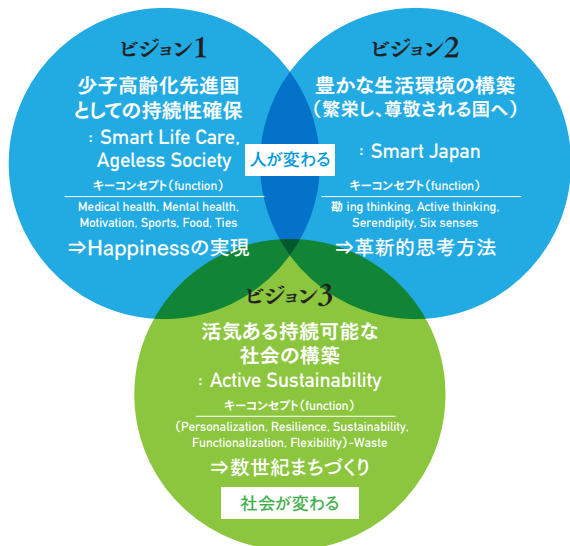 ビジョン1
少子高齢化先進国
としての持続性確保
：Smart Life Care,
Ageless Society
キーコンセプト（function）
Medical health, Mental health,
Motivation, Sports, Food, Ties
⇒Happinessの実現
人が変わる
ビジョン2
豊かな生活環境の構築
（繁栄し、尊敬される国へ）
：Smart Japan
キーコンセプト（function）
勘 ing thinking, Active thinking,
Serendipity, Six senses
⇒革新的思考方法
ビジョン3
活気ある持続可能な
社会の構築
：Active Sustainability
キーコンセプト（function）
（Personalization, Resilience, Sustainability,
Functionalization, Flexibility）-Waste
⇒数世紀まちづくり
社会が変わる